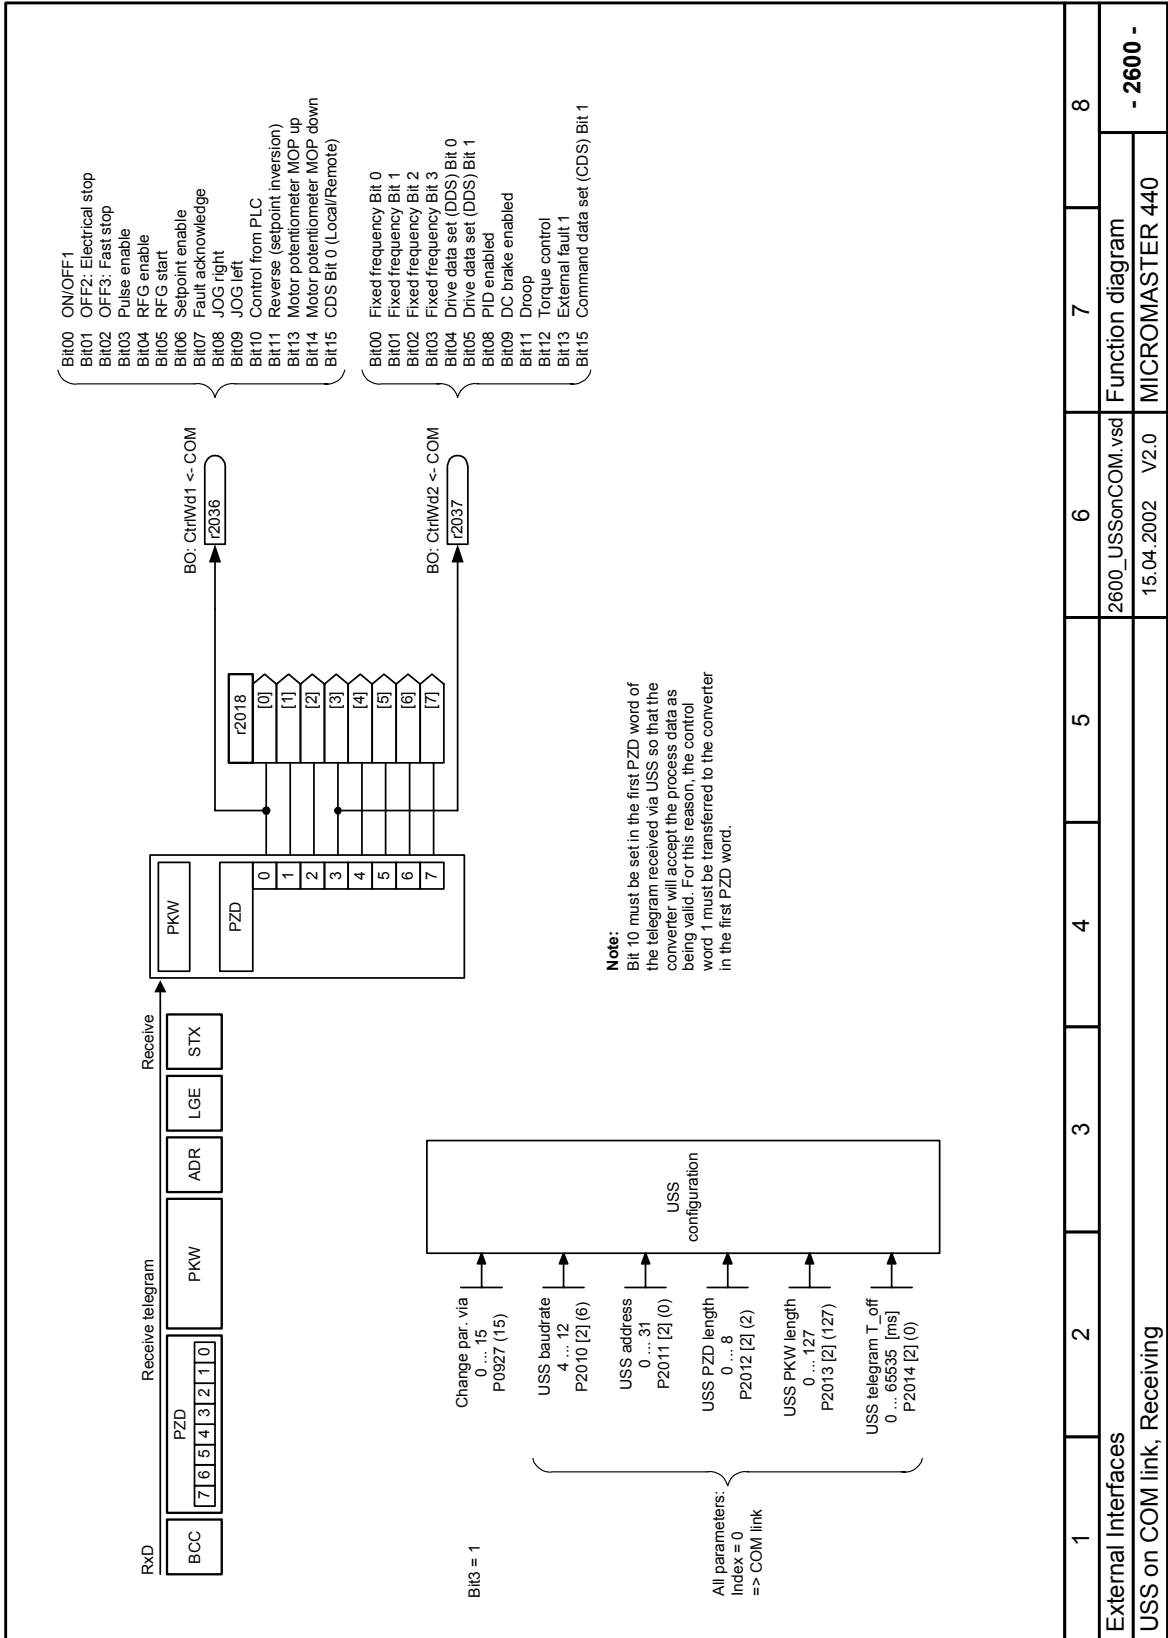 RxD
Receive telegram
Receive
BCC
PZD
7 6 5 4 3 2 1 0
PKW
ADR
LGE
STX
PKW
PZD
0
1
2
3
4
5
6
7
r2018
[0]
[1]
[2]
[3]
[4]
[5]
[6]
[7]
BO: CtrlWd1 <- COM
r2036
BO: CtrlWd2 <- COM
r2037
Bit00 ON/OFF1
Bit01 OFF2: Electrical stop
Bit02 OFF3: Fast stop
Bit03 Pulse enable
Bit04 RFG enable
Bit05 RFG start
Bit06 Setpoint enable
Bit07 Fault acknowledge
Bit08 JOG right
Bit09 JOG left
Bit10 Control from PLC
Bit11 Reverse (setpoint inversion)
Bit13 Motor potentiometer MOP up
Bit14 Motor potentiometer MOP down
Bit15 CDS Bit 0 (Local/Remote)
Bit00 Fixed frequency Bit 0
Bit01 Fixed frequency Bit 1
Bit02 Fixed frequency Bit 2
Bit03 Fixed frequency Bit 3
Bit04 Drive data set (DDS) Bit 0
Bit05 Drive data set (DDS) Bit 1
Bit08 PID enabled
Bit09 DC brake enabled
Bit11 Droop
Bit12 Torque control
Bit13 External fault 1
Bit15 Command data set (CDS) Bit 1
Bit3 = 1
Change par. via
0 ... 15
P0927 (15)
USS baudrate
4 ... 12
P2010 [2] (6)
USS address
0 ... 31
P2011 [2] (0)
USS PZD length
0 ... 8
P2012 [2] (2)
USS PKW length
0 ... 127
P2013 [2] (127)
USS telegram T_off
0 ... 65535 [ms]
P2014 [2] (0)
All parameters:
Index = 0
=> COM link
USS
configuration
Note:
Bit 10 must be set in the first PZD word of
the telegram received via USS so that the
converter will accept the process data as
being valid. For this reason, the control
word 1 must be transferred to the converter
in the first PZD word.
1 2 3 4 5 6 7 8
External Interfaces
2600_USSonCOM.vsd
Function diagram
- 2600 -
USS on COM link, Receiving
15.04.2002 V2.0
MICROMASTER 440